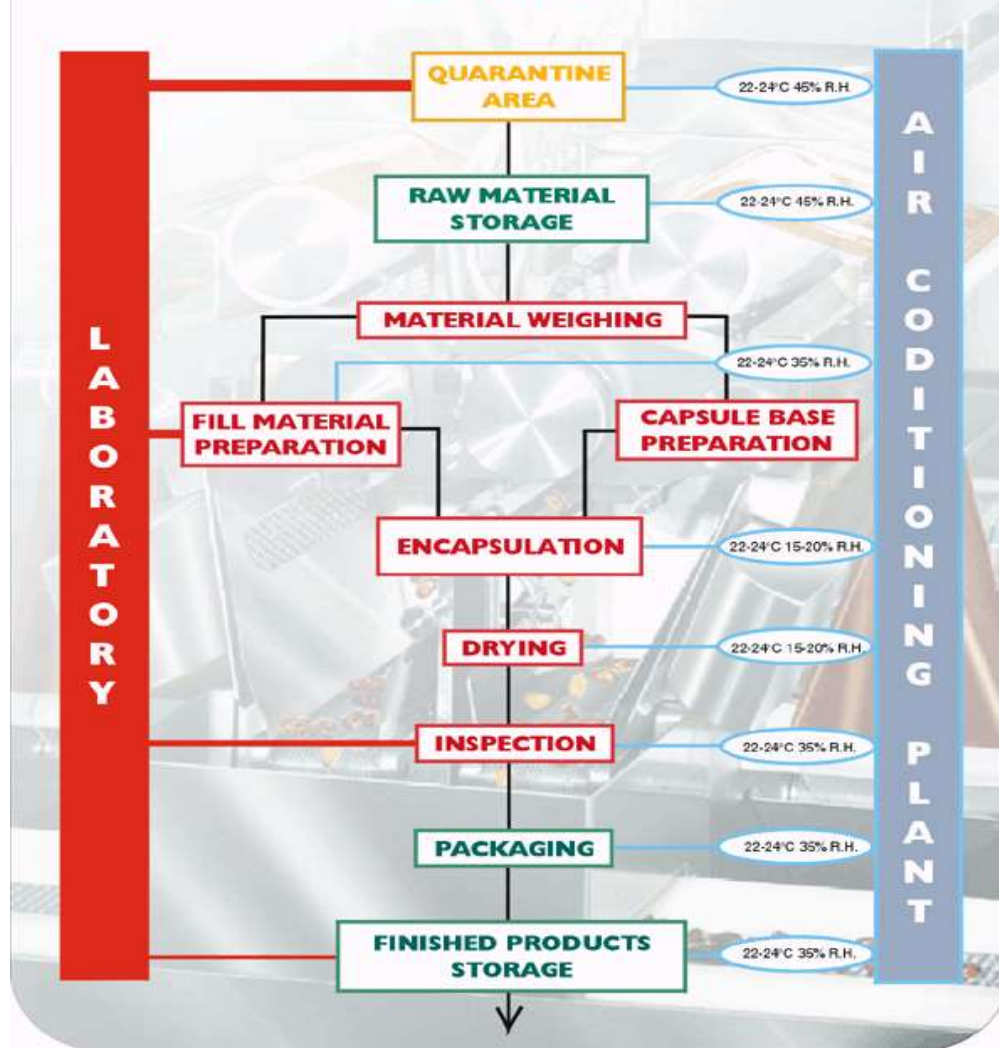 QUARANTINE
AREA
22-24°C 45% R.H.
RAW MATERIAL
STORAGE
22-24°C 45% R.H.
MATERIAL WEIGHING
22-24°C 35% R.H.
FILL MATERIAL
PREPARATION
CAPSULE BASE
PREPARATION
ENCAPSULATION
22-24°C 15-20% R.H.
DRYING
22-24°C 15-20% R.H.
INSPECTION
22-24°C 35% R.H.
PACKAGING
22-24°C 35% R.H.
FINISHED PRODUCTS
STORAGE
22-24°C 35% R.H.
LABORATORY
AIR CODITIONING PLANT